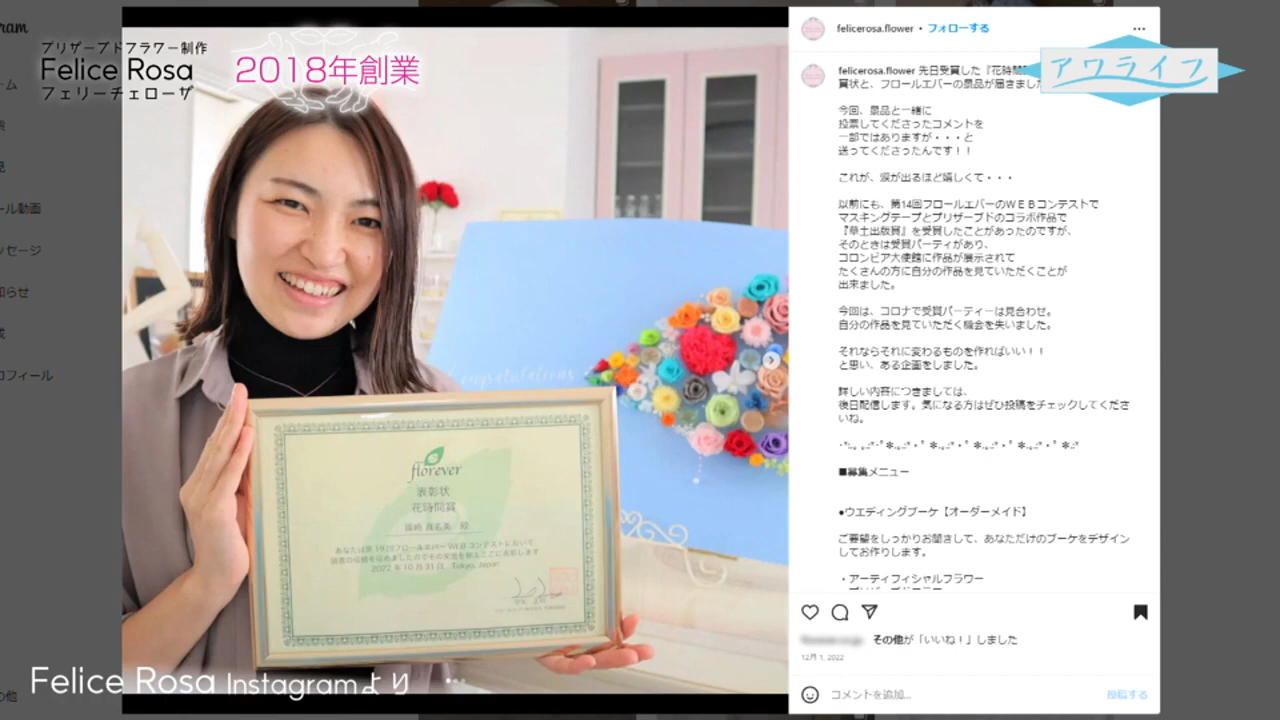 ram
プリザーブドフラワー制作
Felice Rosa
フェリーチェローザ
2018年創業
アワライフ
ーム
見
ール動画
ッセージ
知らせ
成
ロフィール
の他
Congratulations
florever
表彰状
花時間賞
2022年10月31日 Tokyo, Japan
Felice Rosa Instagramより
felicerosa.flower • フォローする
felicerosa.flower 先日受賞した『花時間
賞状と、フロールエバーの景品が届きまし
今回、景品と一緒に
投票してくださったコメントを
一部ではありますが・・・と
送ってくださったんです！！
これが、涙が出るほど嬉しくて・・・
以前にも、第14回フロールエバーのＷＥＢコンテストで
マスキングテープとプリザーブドのコラボ作品で
『草土出版賞』を受賞したことがあったのですが、
そのときは受賞パーティがあり、
コロンビア大使館に作品が展示されて
たくさんの方に自分の作品を見ていただくことが
出来ました。
今回は、コロナで受賞パーティーは見合わせ。
自分の作品を見ていただく機会を失いました。
それならそれに変わるものを作ればいい！！
と思い、ある企画をしました。
詳しい内容につきましては、
後日配信します。気になる方はぜひ投稿をチェックしてくださ
いね。
■募集メニュー
●ウエディングブーケ【オーダーメイド】
ご要望をしっかりお聞きして、あなただけのブーケをデザイン
してお作りします。
・アーティフィシャルフラワー
その他が「いいね！」しました
12月 1, 2022
コメントを追加...
投稿する